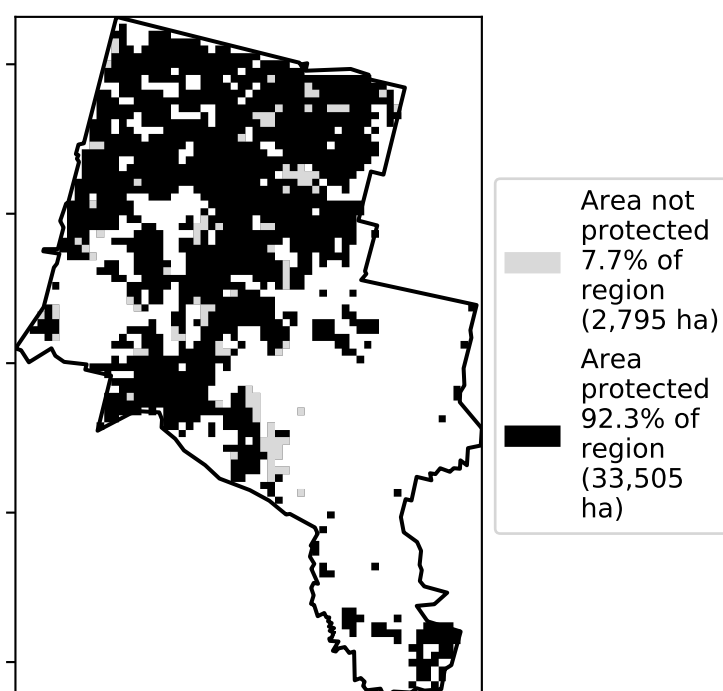 Area not
protected
7.7% of
region
(2,795 ha)
Area
protected
92.3% of
region
(33,505
ha)